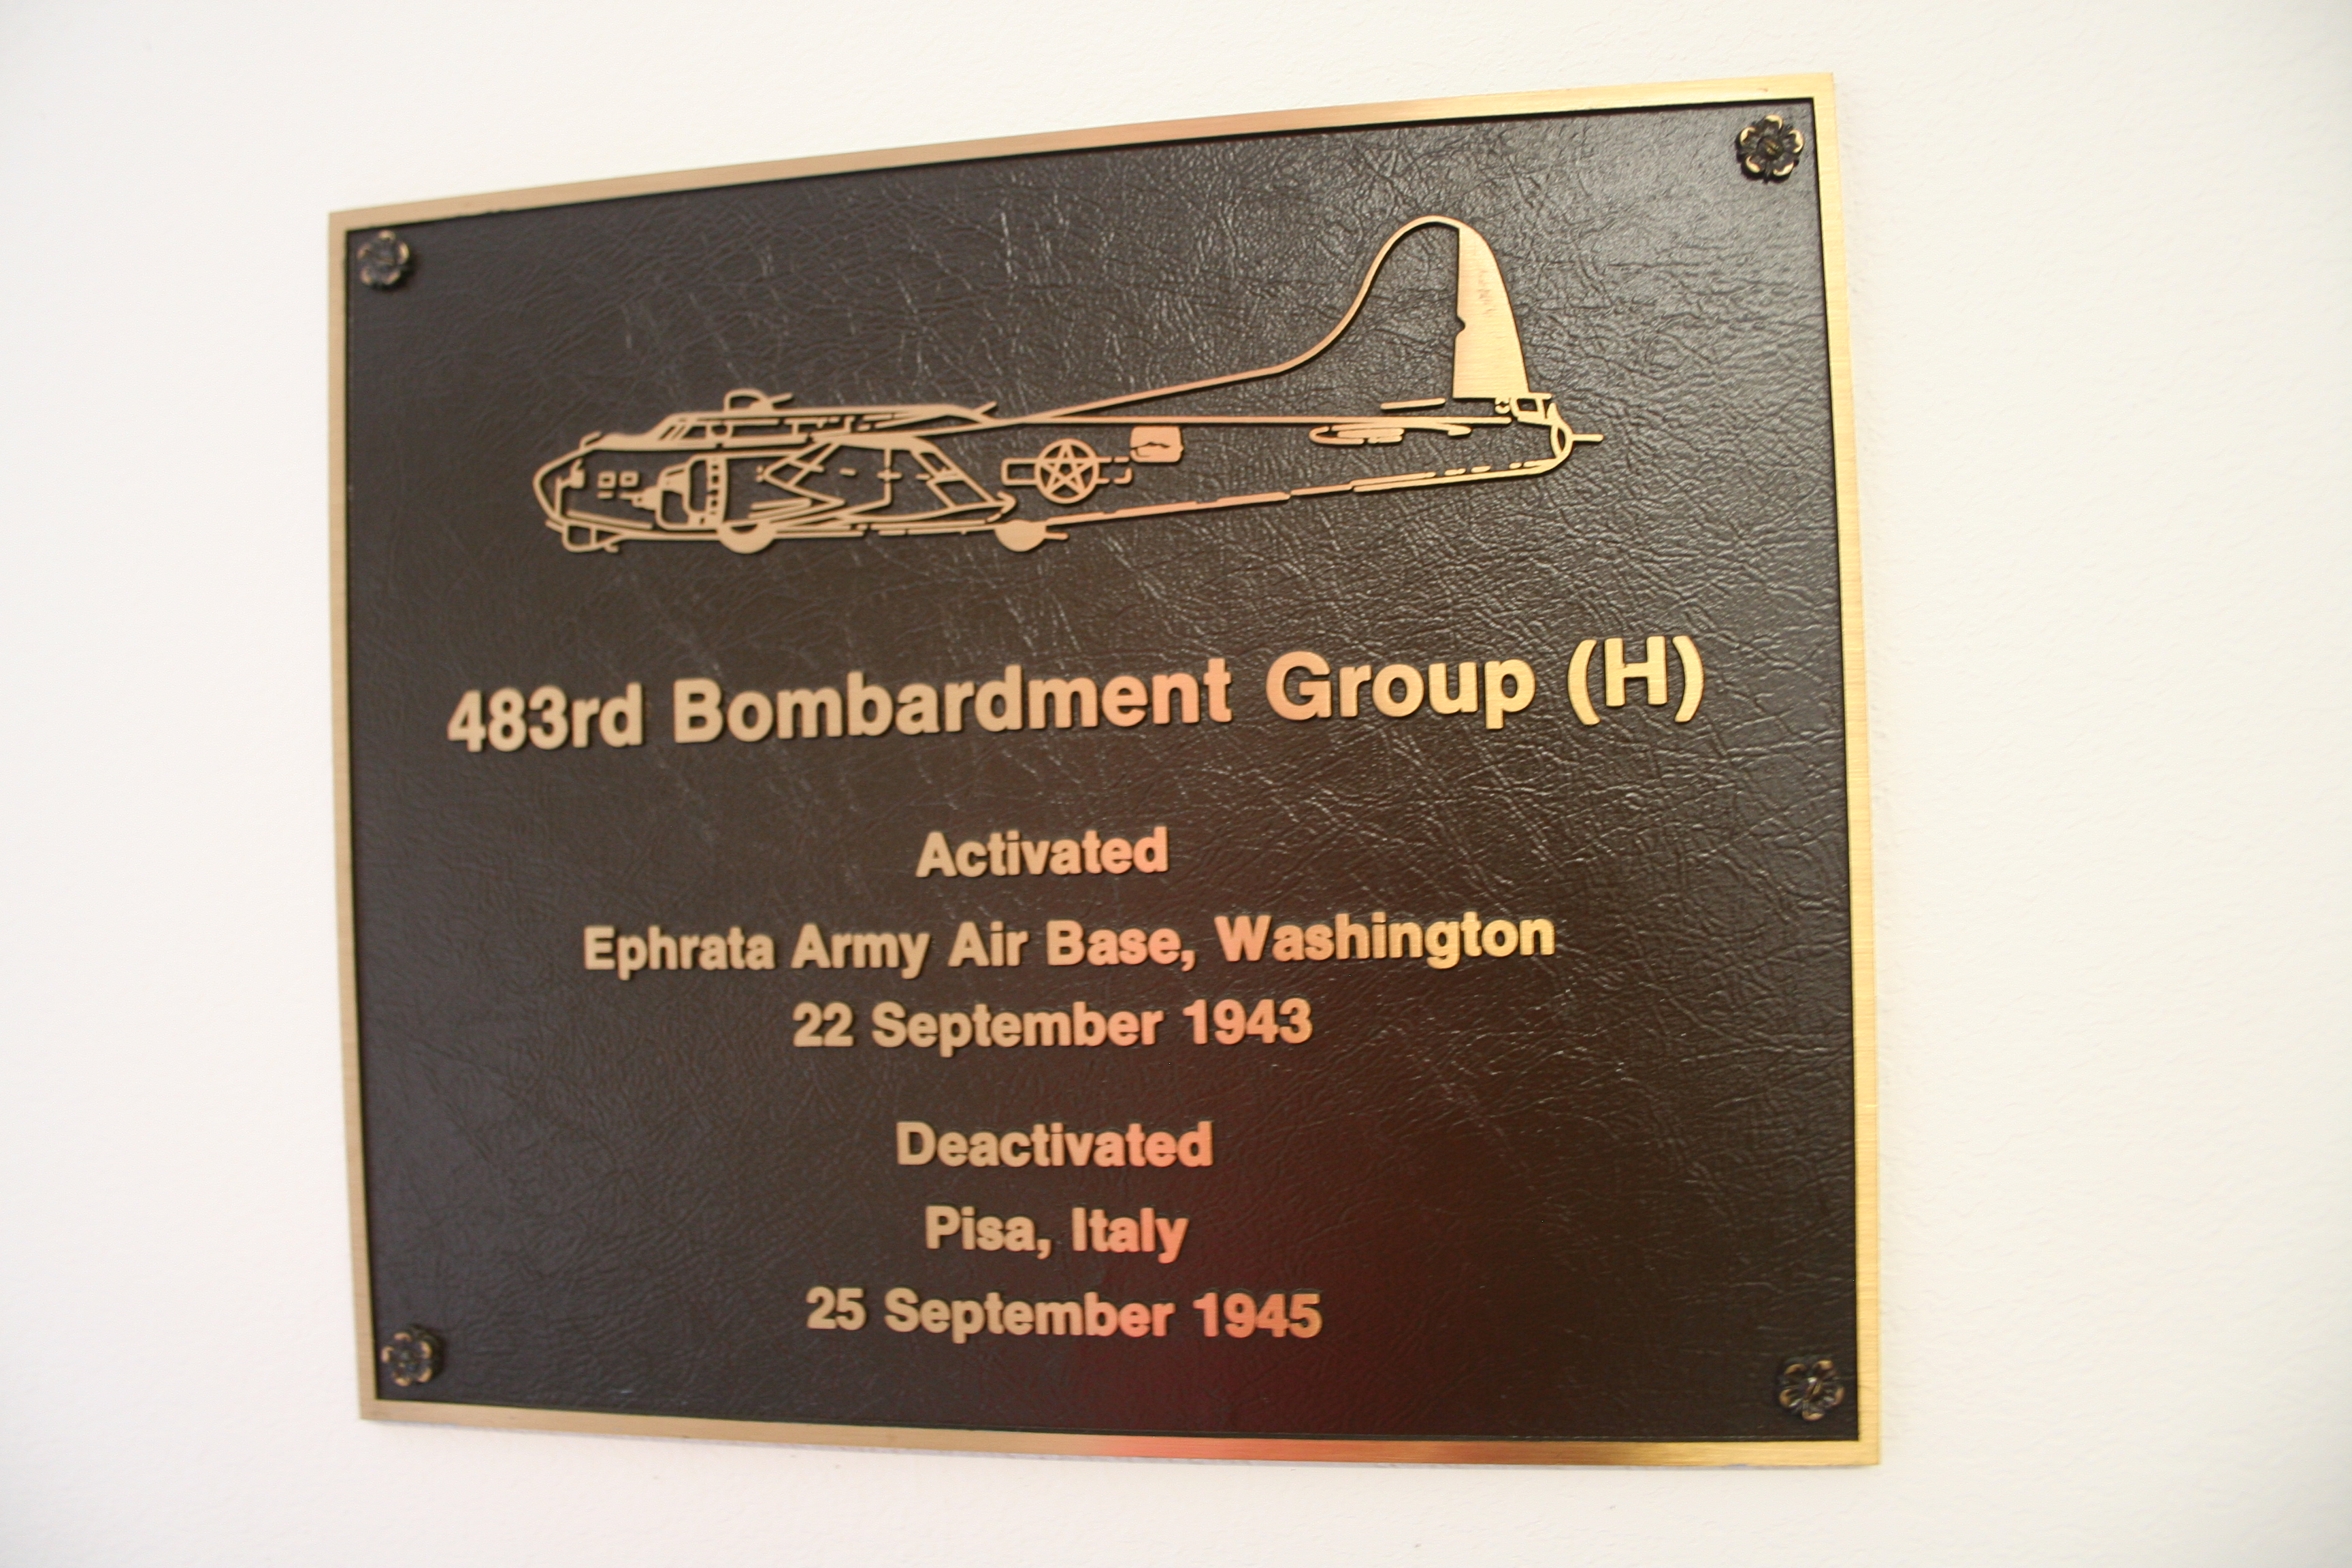 483rd Bombardment Group (H)
Activated
Ephrata Army Air Base, Washington
22 September 1943
Deactivated
Pisa, Italy
25 September 1945